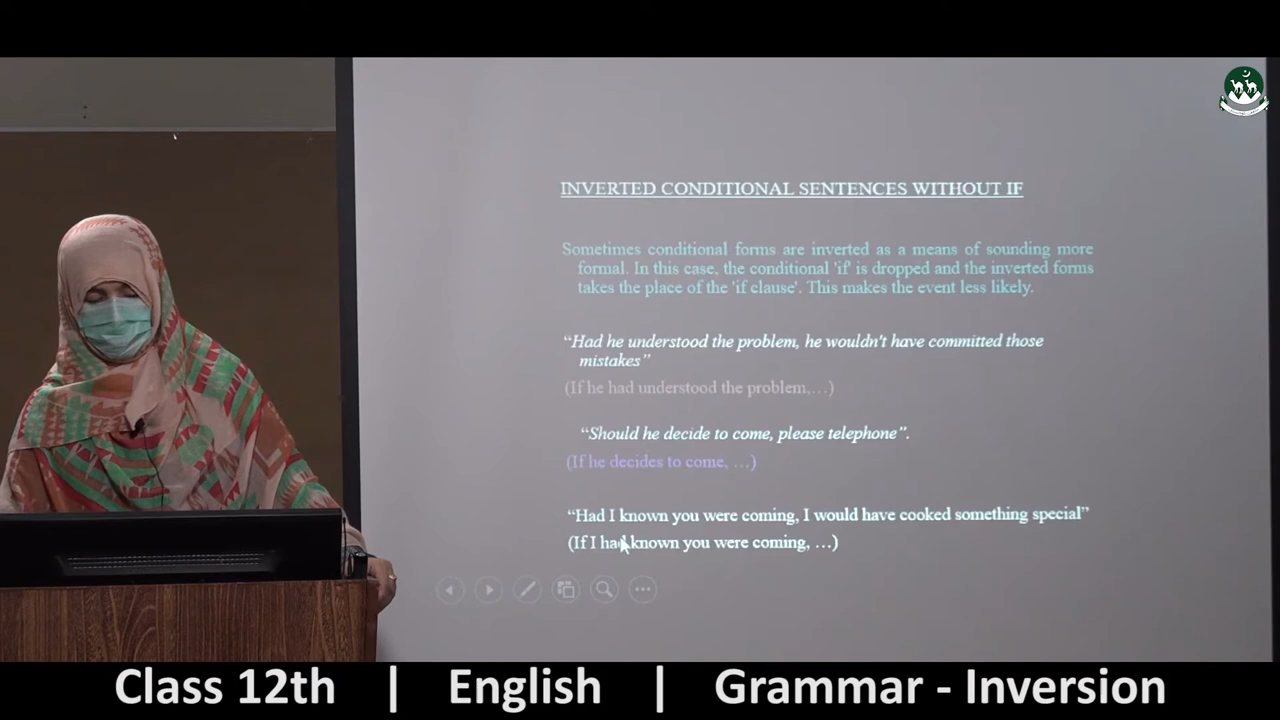 INVERTED CONDITIONAL SENTENCES WITHOUT IF
Sometimes conditional forms are inverted as a means of sounding more
formal. In this case, the conditional 'if' is dropped and the inverted forms
takes the place of the 'if clause'. This makes the event less likely.
“Had he understood the problem, he wouldn't have committed those
mistakes”
(If he had understood the problem,…)
“Should he decide to come, please telephone”.
(If he decides to come, …)
“Had I known you were coming, I would have cooked something special”
(If I had known you were coming, …)
Class 12th | English | Grammar - Inversion